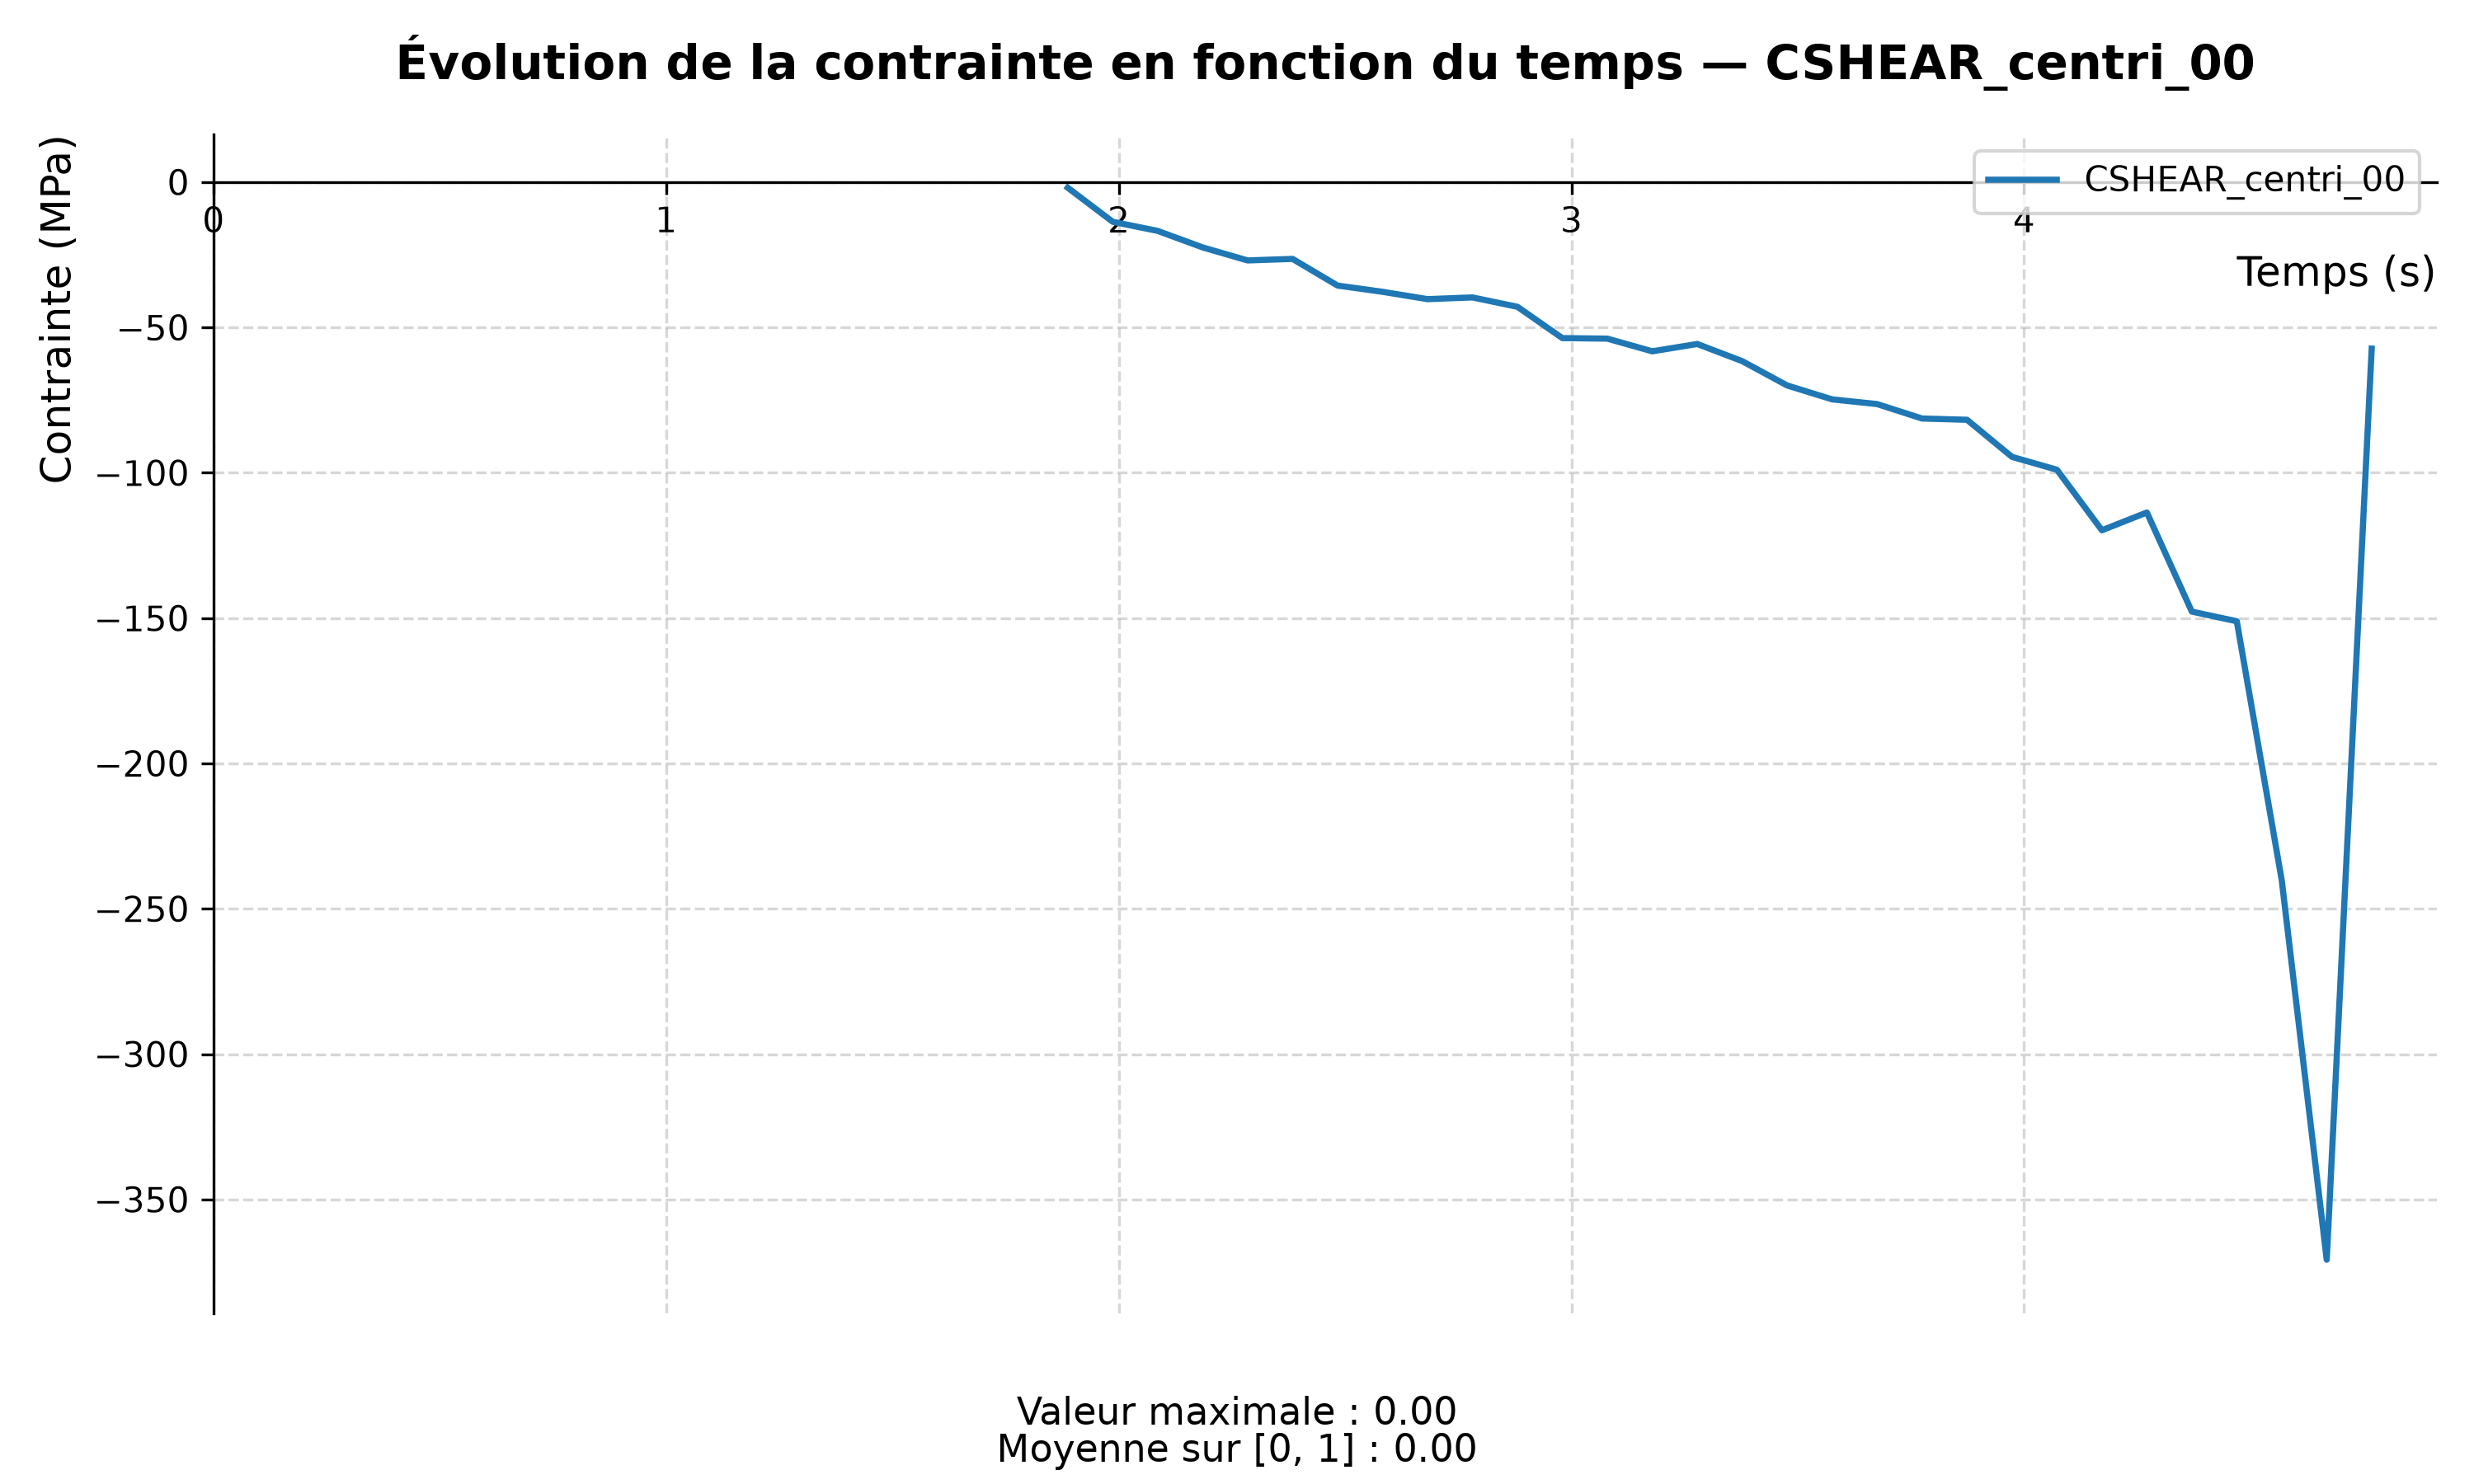 Évolution de la contrainte en fonction du temps — CSHEAR_centri_00
Contrainte (MPa)
CSHEAR_centri_00
0
0
1
2
3
4
Temps (s)
−50
−100
−150
−200
−250
−300
−350
Valeur maximale : 0.00
Moyenne sur [0, 1] : 0.00